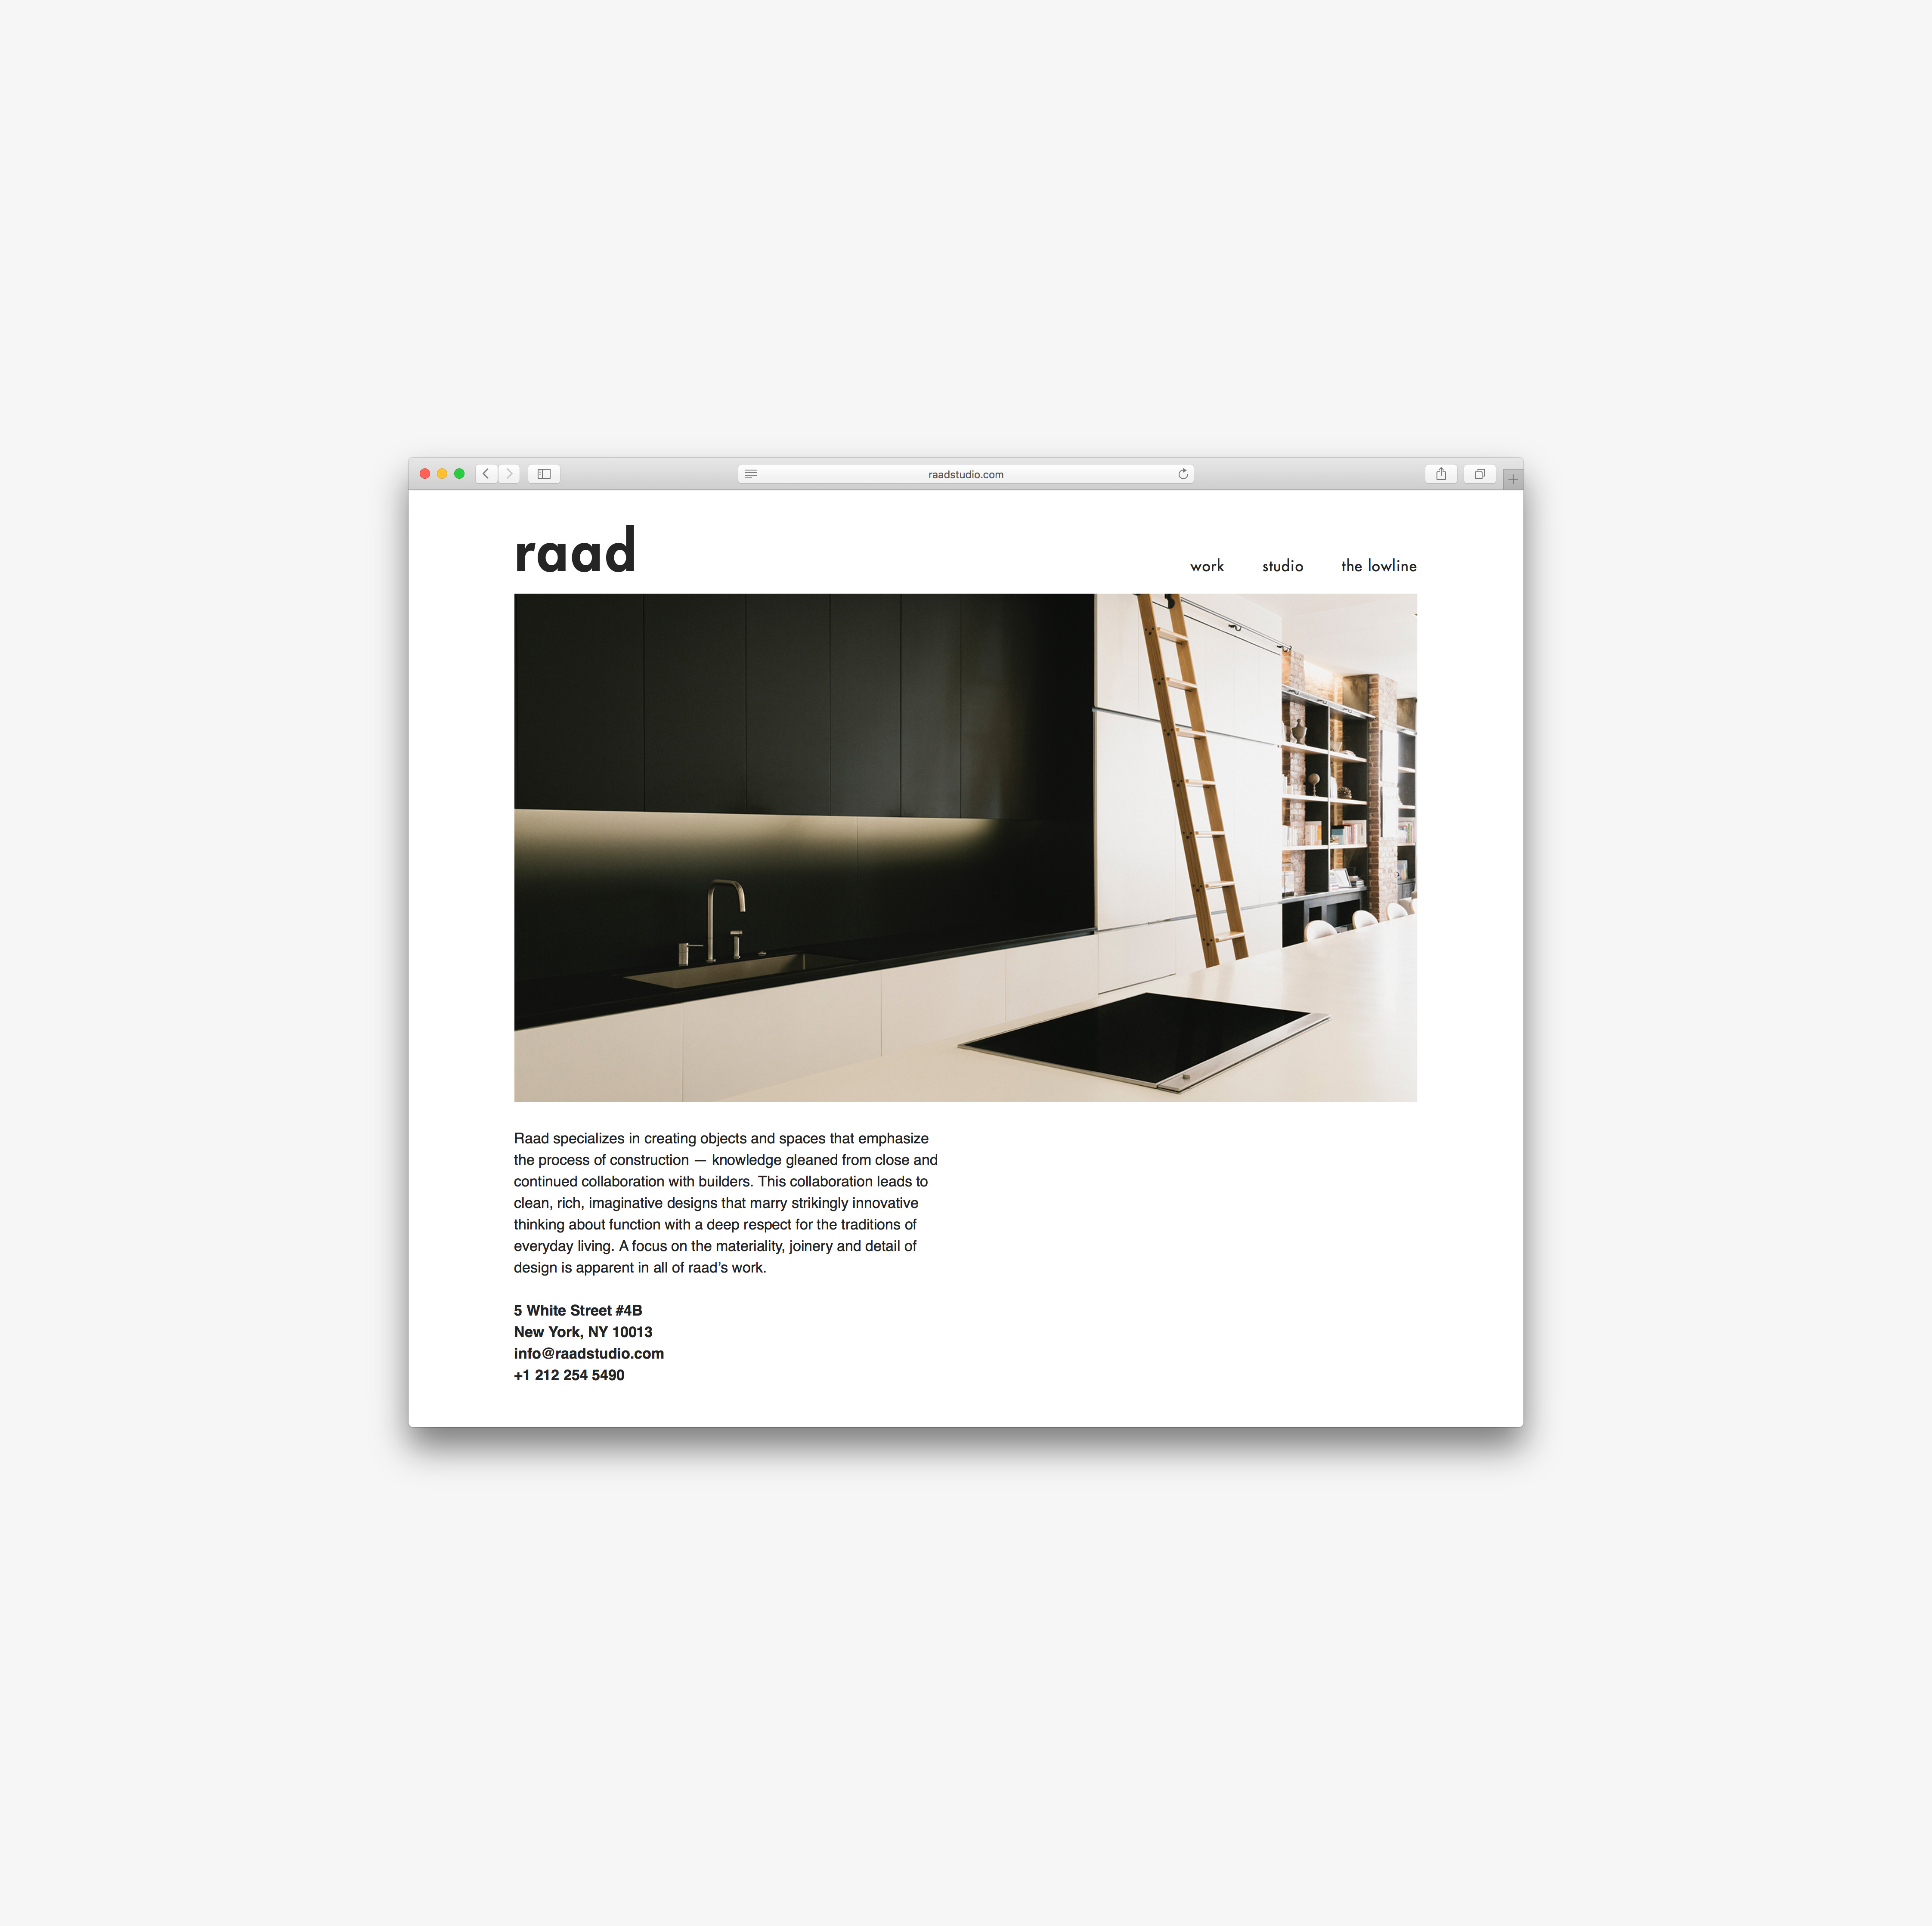 raadstudio.com
raad
work studio the lowline
Raad specializes in creating objects and spaces that emphasize
the process of construction — knowledge gleaned from close and
continued collaboration with builders. This collaboration leads to
clean, rich, imaginative designs that marry strikingly innovative
thinking about function with a deep respect for the traditions of
everyday living. A focus on the materiality, joinery and detail of
design is apparent in all of raad’s work.
5 White Street #4B
New York, NY 10013
info@raadstudio.com
+1 212 254 5490